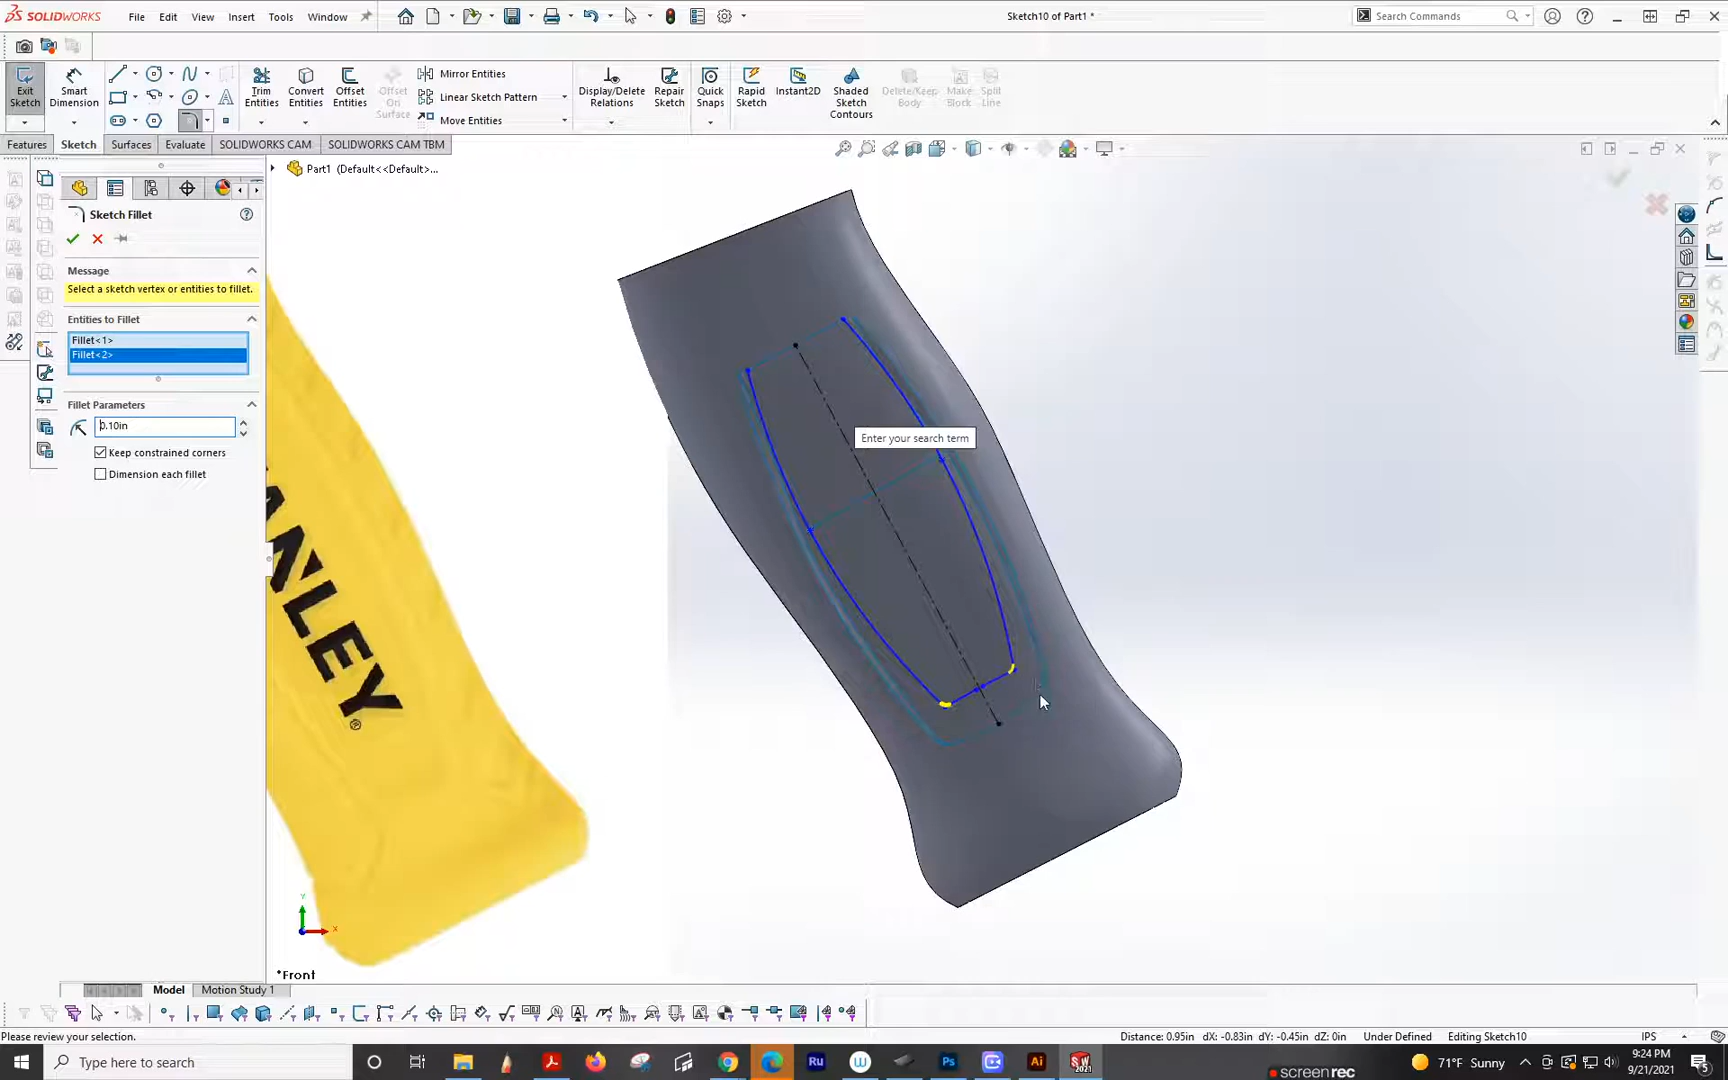 SOLIDWORKS
File
Edit
View
Insert
Tools
Window
Sketch10 of Part1 *
Search Commands
Exit
Sketch
Smart
Dimension
Trim
Entities
Convert
Entities
Offset
Entities
Offset
On
Surface
Mirror Entities
Linear Sketch Pattern
Move Entities
Display/Delete
Relations
Repair
Sketch
Quick
Snaps
Rapid
Sketch
Instant2D
Shaded
Sketch
Contours
Delete/Keep
Body
Make
Block
Split
Line
Features
Sketch
Surfaces
Evaluate
SOLIDWORKS CAM
SOLIDWORKS CAM TBM
Part1 (Default<<Default>...
Sketch Fillet
Message
Select a sketch vertex or entities to fillet.
Entities to Fillet
Fillet<1>
Fillet<2>
Fillet Parameters
0.10in
Keep constrained corners
Dimension each fillet
Enter your search term
ANLEY
®
Y
X
*Front
Model
Motion Study 1
Please review your selection.
Distance: 0.95in dX: -0.83in dY: -0.45in dZ: 0in
Under Defined
Editing Sketch10
IPS
Type here to search
Ru
W
Ps
Ai
SW
2021
71°F Sunny
9:24 PM
9/21/2021
5
screenrec